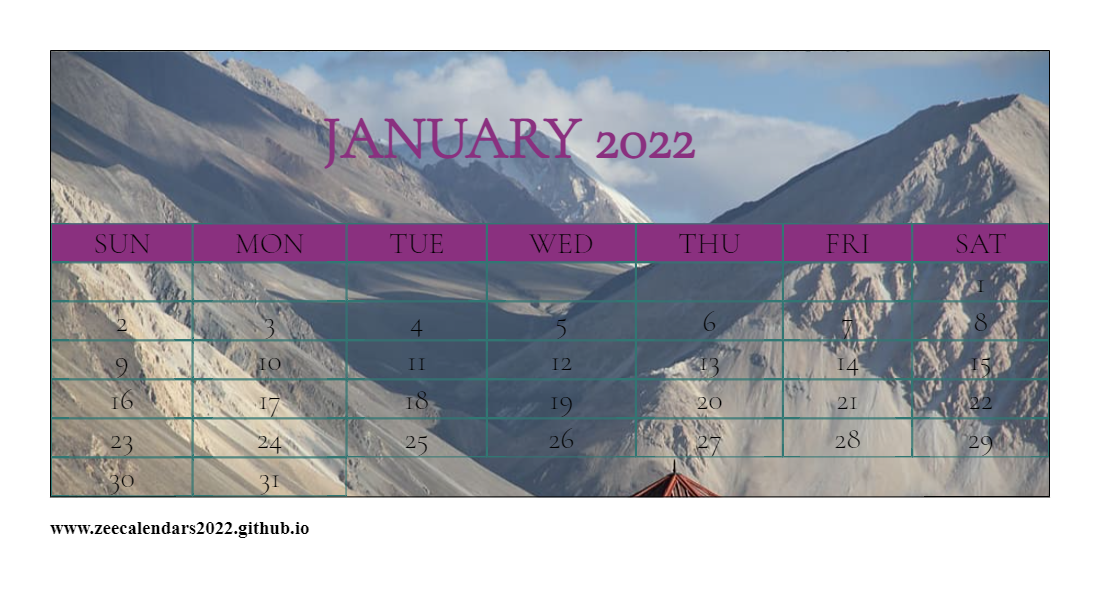 JANUARY 2022
SUN MON TUE WED THU FRI SAT
1
2 3 4 5 6 7 8
9 10 11 12 13 14 15
16 17 18 19 20 21 22
23 24 25 26 27 28 29
30 31
www.zeecalendars2022.github.io